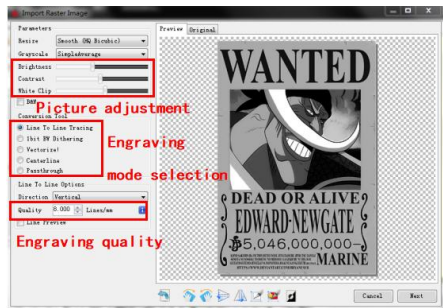 Import Raster Image
Parameters
Resize Smooth (HQ Bicubic)
Grayscale SimpleAverage
Brightness
Contrast
White Clip
B&W
Picture adjustment
Conversion Tool
Line To Line Tracing
1bit BW Dithering
Vectorize!
Centerline
Passthrough
Engraving
mode selection
Line To Line Options
Direction Vertical
Quality 8.000 Lines/mm
Line Preview
Engraving quality
Preview Original
WANTED
DEAD OR ALIVE
EDWARD·NEWGATE
5,046,000,000-
MARINE
Cancel Next